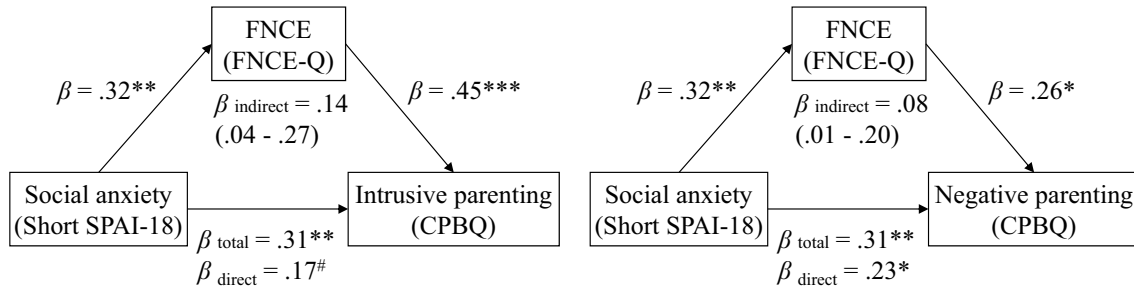 FNCE
(FNCE-Q)
β = .32**
β = .45***
β indirect = .14
(.04 - .27)
Social anxiety
(Short SPAI-18)
Intrusive parenting
(CPBQ)
β total = .31**
β direct = .17#
FNCE
(FNCE-Q)
β = .32**
β = .26*
β indirect = .08
(.01 - .20)
Social anxiety
(Short SPAI-18)
Negative parenting
(CPBQ)
β total = .31**
β direct = .23*